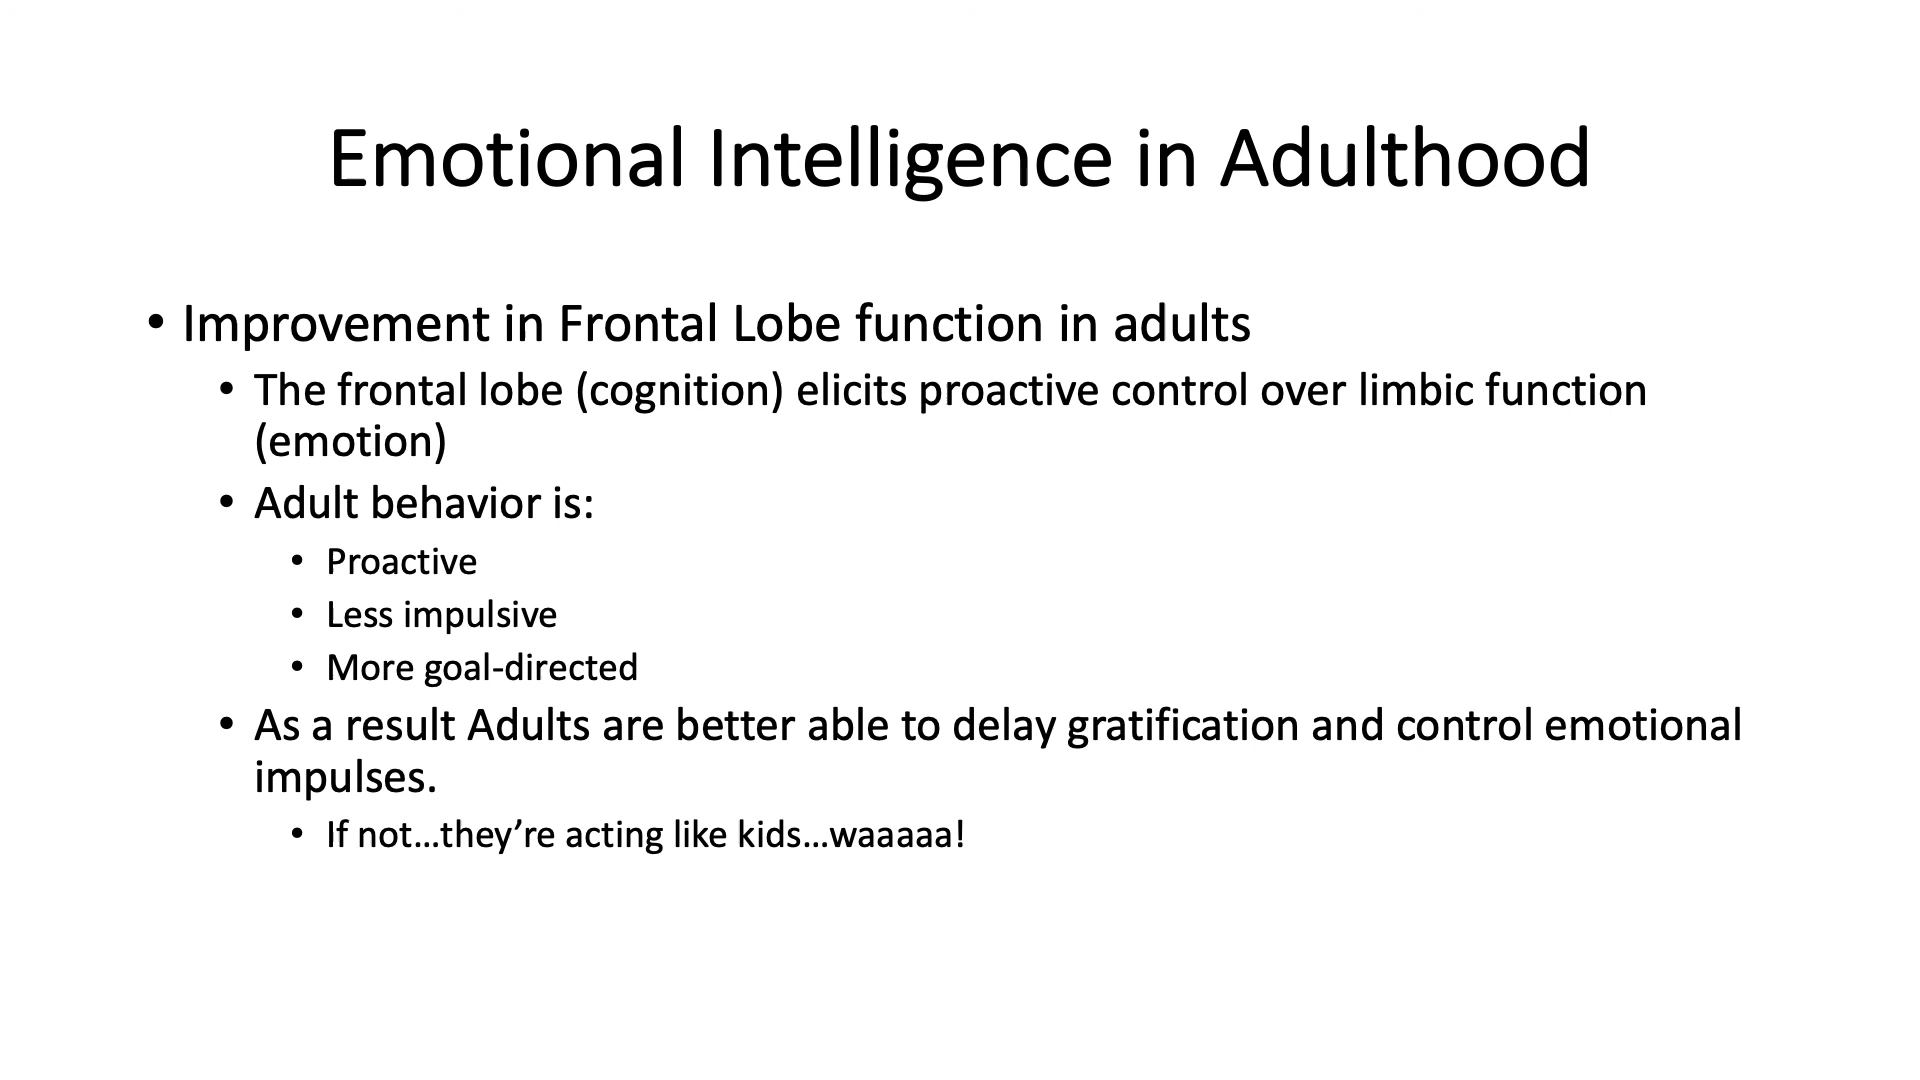 Emotional Intelligence in Adulthood
• Improvement in Frontal Lobe function in adults
• The frontal lobe (cognition) elicits proactive control over limbic function
(emotion)
• Adult behavior is:
• Proactive
• Less impulsive
• More goal-directed
• As a result Adults are better able to delay gratification and control emotional
impulses.
• If not…they’re acting like kids…waaaaa!